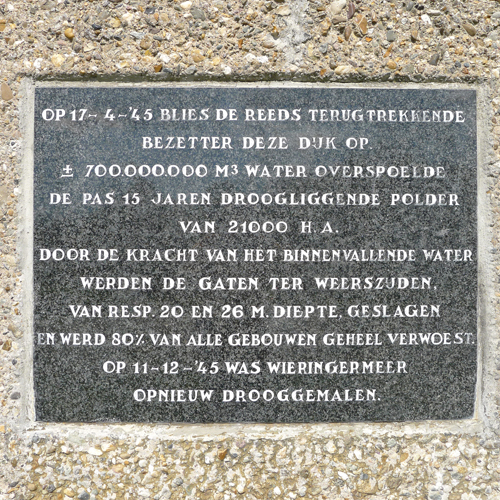 OP 17-4-'45 BLIES DE REEDS TERUGTREKKENDE
BEZETTER DEZE DIJK OP.
± 700.000.000 M³ WATER OVERSPOELDE
DE PAS 15 JAREN DROOGLIGGENDE POLDER
VAN 21000 H.A.
DOOR DE KRACHT VAN HET BINNENVALLENDE WATER
WERDEN DE GATEN TER WEERSZIJDEN,
VAN RESP. 20 EN 26 M. DIEPTE, GESLAGEN
EN WERD 80% VAN ALLE GEBOUWEN GEHEEL VERWOEST.
OP 11-12-'45 WAS WIERINGERMEER
OPNIEUW DROOGGEMALEN.